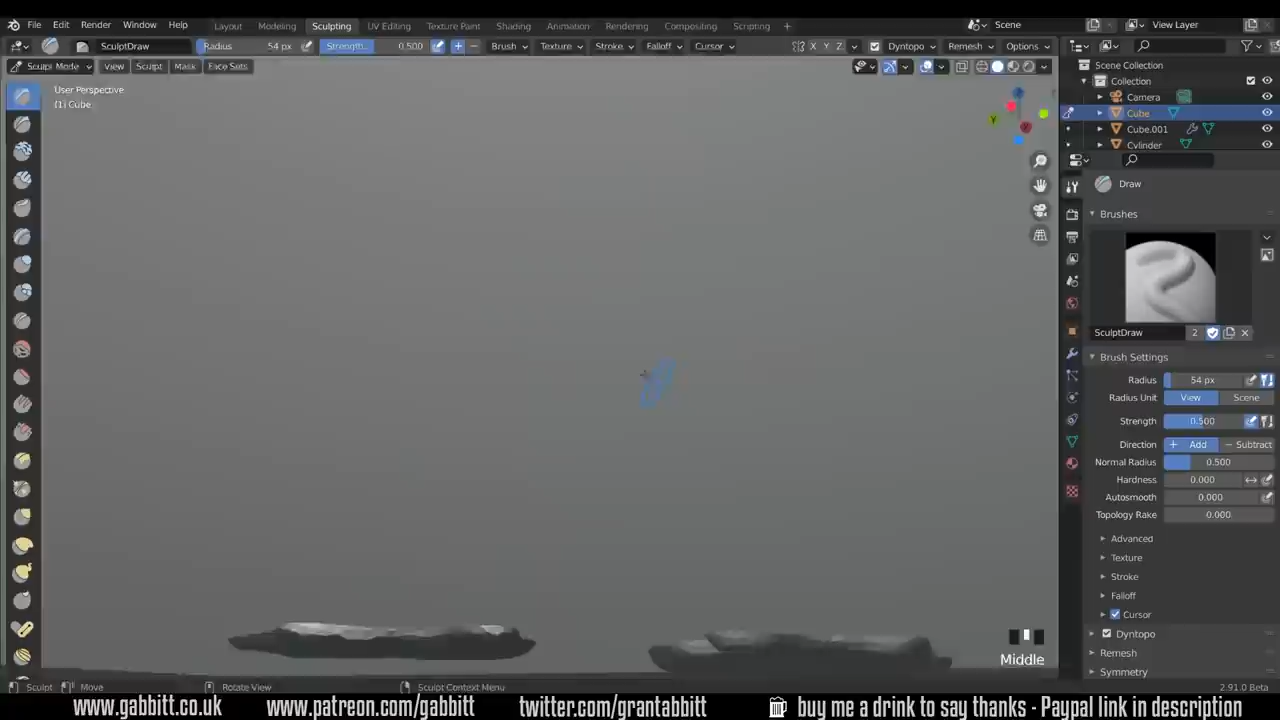 File Edit Render Window Help Layout Modeling Sculpting UV Editing Texture Paint Shading Animation Rendering Compositing Scripting + Scene View Layer
SculptDraw Radius 54 px Strength 0.500 + − Brush Texture Stroke Falloff Cursor X Y Z Dyntopo Remesh Options
Sculpt Mode View Sculpt Mask Face Sets
Scene Collection
Collection
Camera
Cube
Cube.001
Cylinder
User Perspective
(1) Cube
Y
Draw
Brushes
SculptDraw 2
Brush Settings
Radius 54 px
Radius Unit View Scene
Strength 0.500
Direction + Add − Subtract
Normal Radius 0.500
Hardness 0.000
Autosmooth 0.000
Topology Rake 0.000
Advanced
Texture
Stroke
Falloff
Cursor
Dyntopo
Remesh
Symmetry
Middle
Sculpt Move Rotate View Sculpt Context Menu 2.91.0 Beta
www.gabbitt.co.uk www.patreon.com/gabbitt twitter.com/grantabbitt buy me a drink to say thanks - Paypal link in description